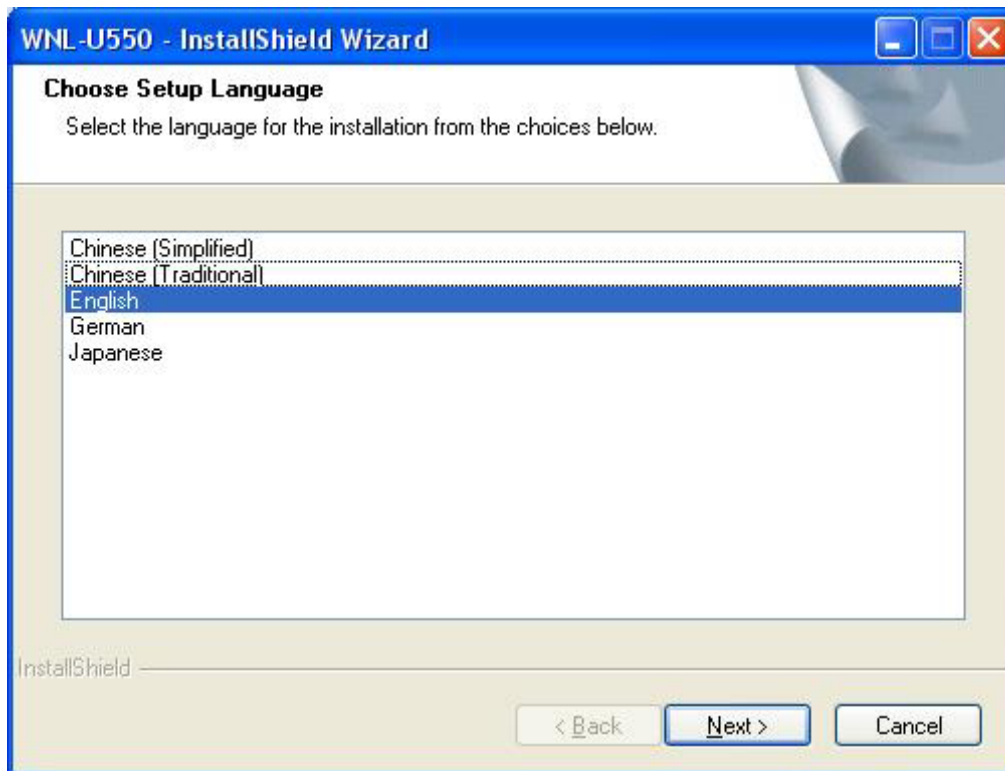 WNL-U550 - InstallShield Wizard
Choose Setup Language
Select the language for the installation from the choices below.
Chinese (Simplified)
Chinese (Traditional)
English
German
Japanese
InstallShield
< Back
Next >
Cancel